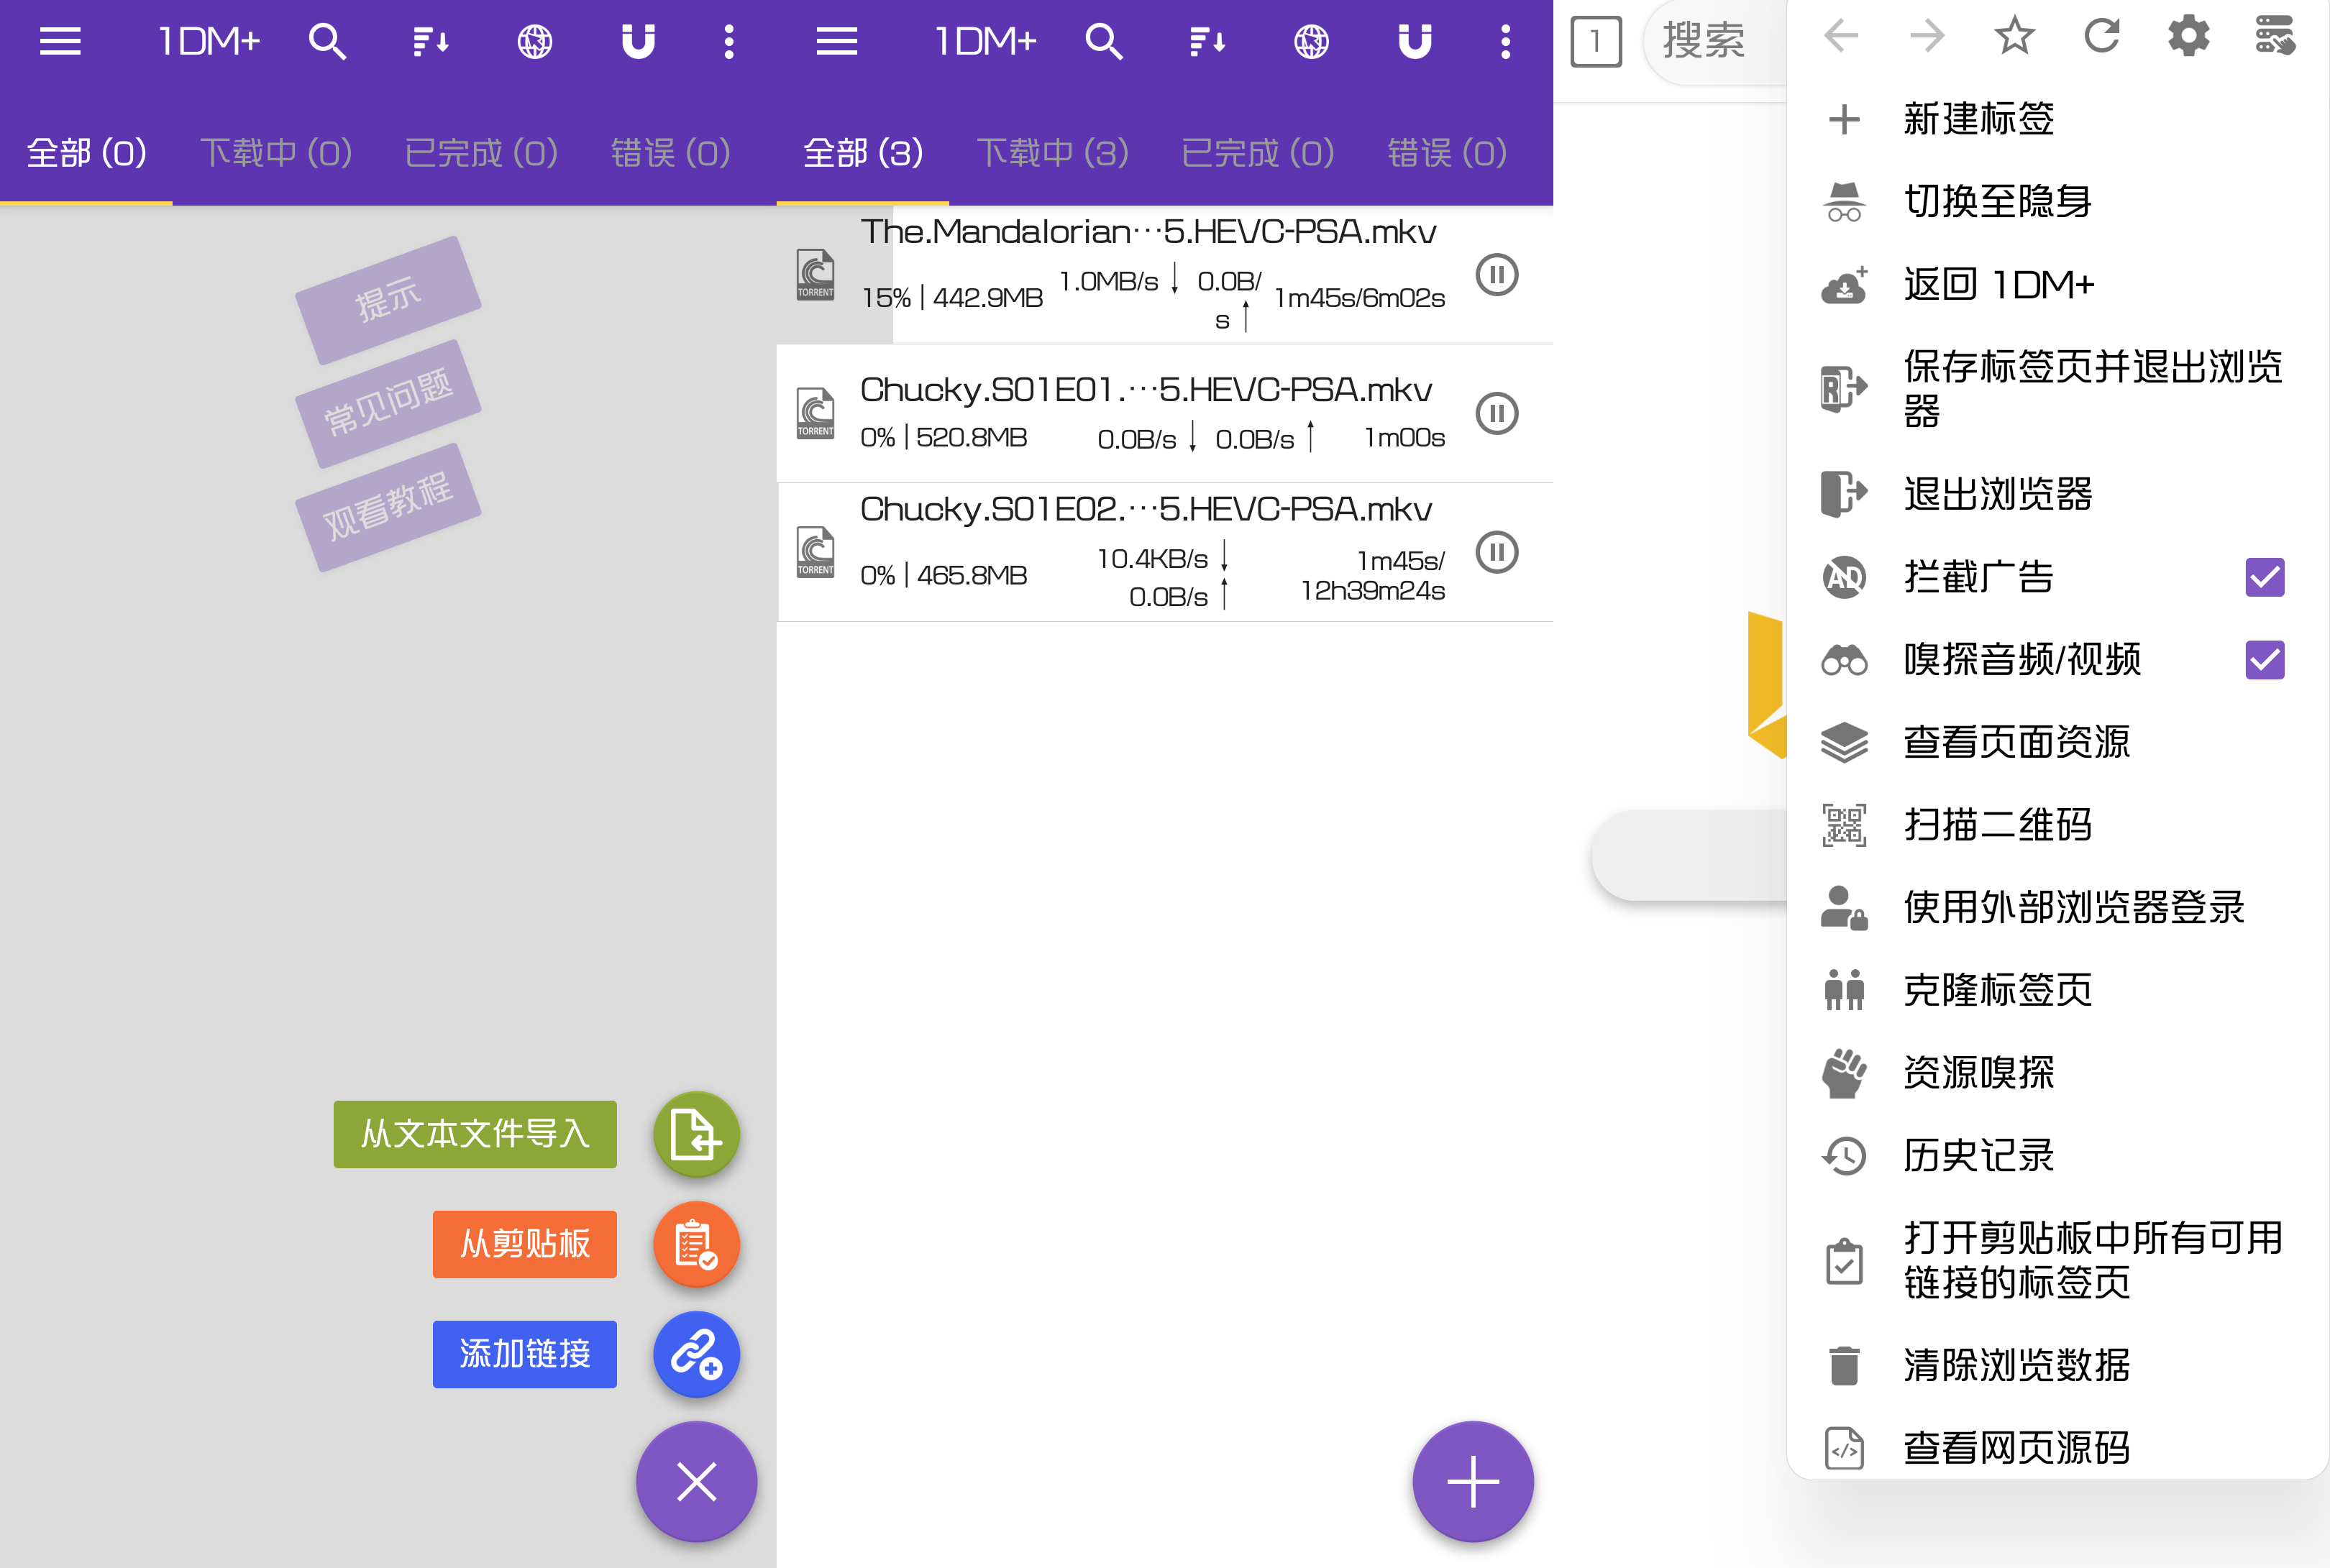 1DM+
全部 (0)
下载中 (0)
已完成 (0)
错误 (0)
提示
常见问题
观看教程
从文本文件导入
从剪贴板
添加链接
1DM+
全部 (3)
下载中 (3)
已完成 (0)
错误 (0)
The.Mandalorian···5.HEVC-PSA.mkv
TORRENT
15% | 442.9MB
1.0MB/s ↓ 0.0B/
s ↑
1m45s/6m02s
Chucky.S01E01.···5.HEVC-PSA.mkv
TORRENT
0% | 520.8MB
0.0B/s ↓ 0.0B/s ↑
1m00s
Chucky.S01E02.···5.HEVC-PSA.mkv
TORRENT
0% | 465.8MB
10.4KB/s ↓
0.0B/s ↑
1m45s/
12h39m24s
1
搜索
新建标签
切换至隐身
返回 1DM+
R
保存标签页并退出浏览
器
退出浏览器
AD
拦截广告
嗅探音频/视频
查看页面资源
扫描二维码
使用外部浏览器登录
克隆标签页
资源嗅探
历史记录
打开剪贴板中所有可用
链接的标签页
清除浏览数据
</>
查看网页源码